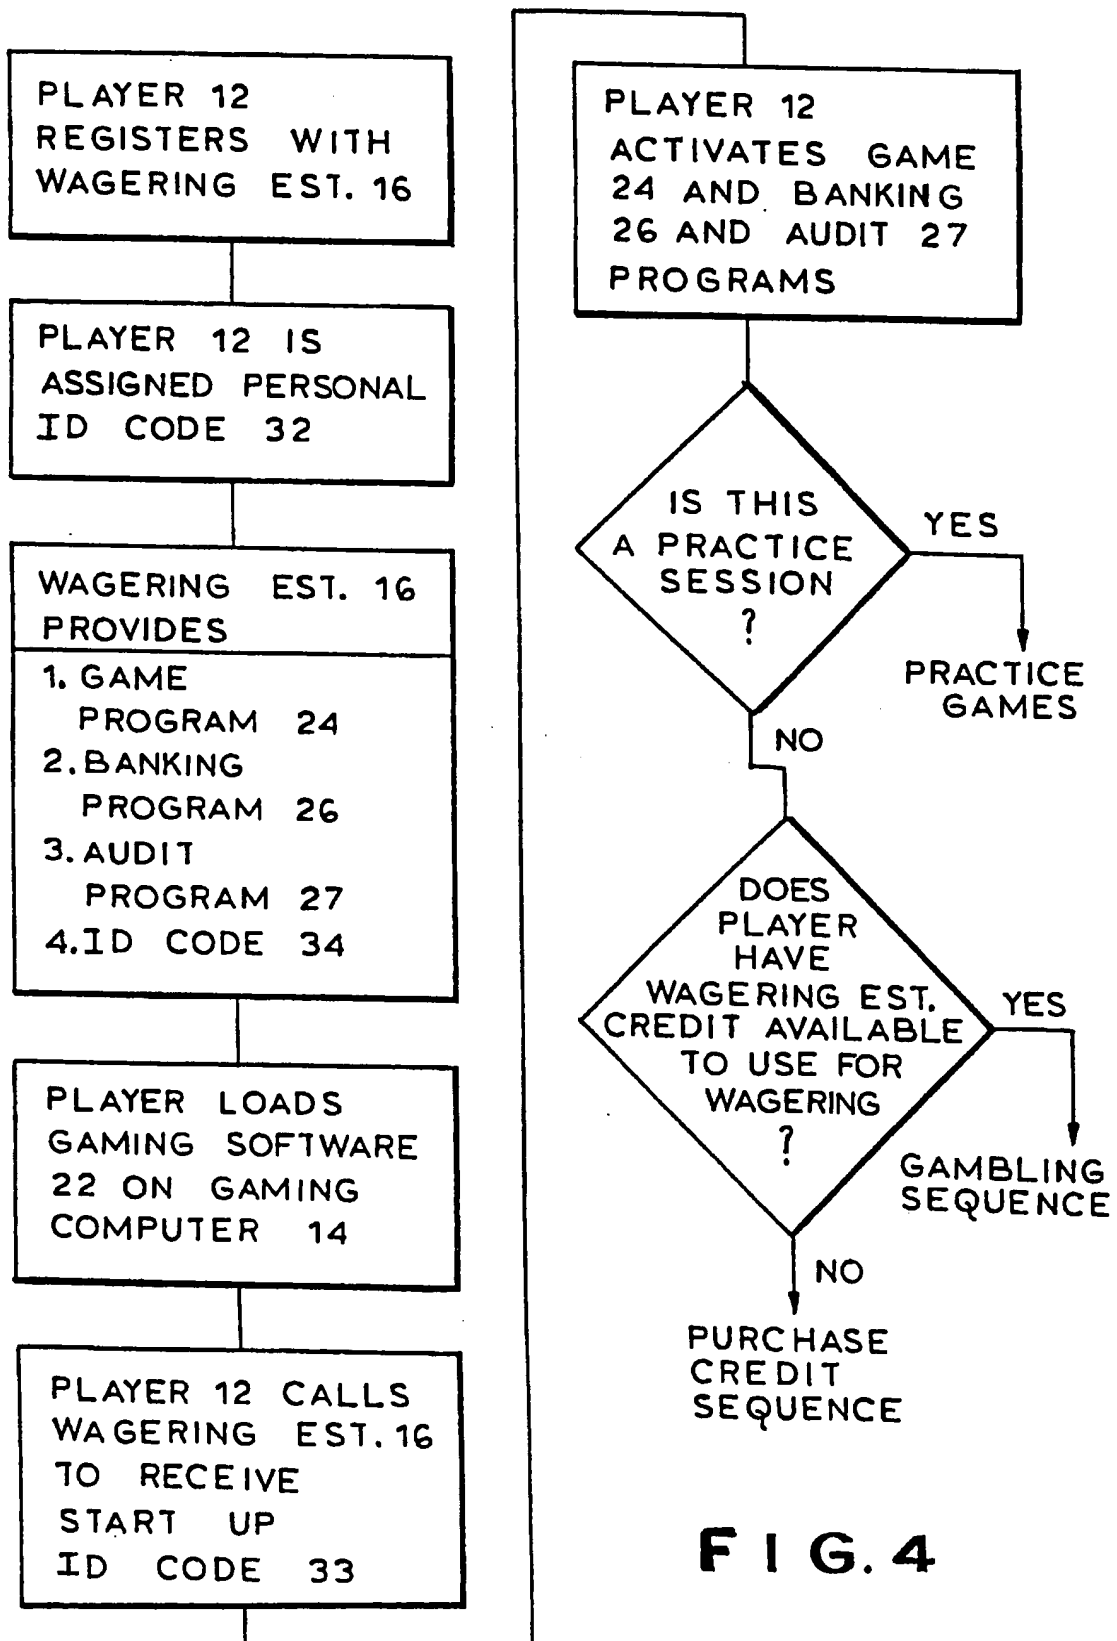 PLAYER 12
REGISTERS WITH
WAGERING EST. 16
PLAYER 12 IS
ASSIGNED PERSONAL
ID CODE 32
WAGERING EST. 16
PROVIDES
1. GAME
PROGRAM 24
2. BANKING
PROGRAM 26
3. AUDIT
PROGRAM 27
4. ID CODE 34
PLAYER LOADS
GAMING SOFTWARE
22 ON GAMING
COMPUTER 14
PLAYER 12 CALLS
WAGERING EST. 16
TO RECEIVE
START UP
ID CODE 33
PLAYER 12
ACTIVATES GAME
24 AND BANKING
26 AND AUDIT 27
PROGRAMS
IS THIS
A PRACTICE
SESSION
?
YES
PRACTICE
GAMES
NO
DOES
PLAYER
HAVE
WAGERING EST.
CREDIT AVAILABLE
TO USE FOR
WAGERING
?
YES
GAMBLING
SEQUENCE
NO
PURCHASE
CREDIT
SEQUENCE
FIG. 4